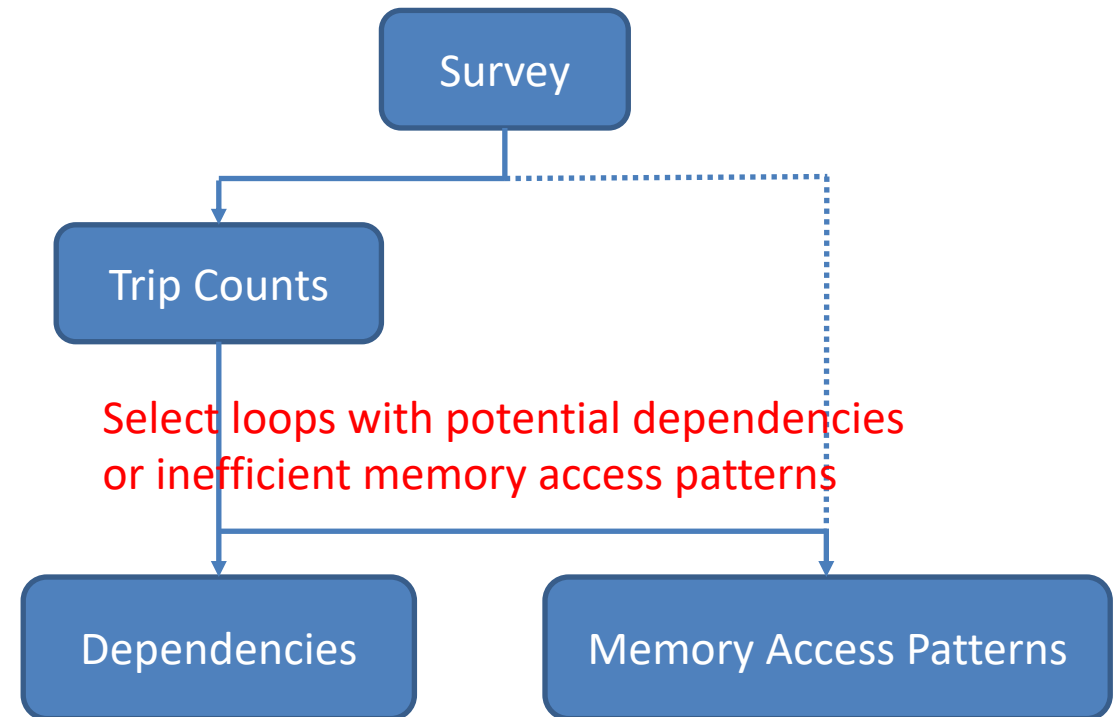 Survey
Trip Counts
Select loops with potential dependencies
or inefficient memory access patterns
Dependencies
Memory Access Patterns